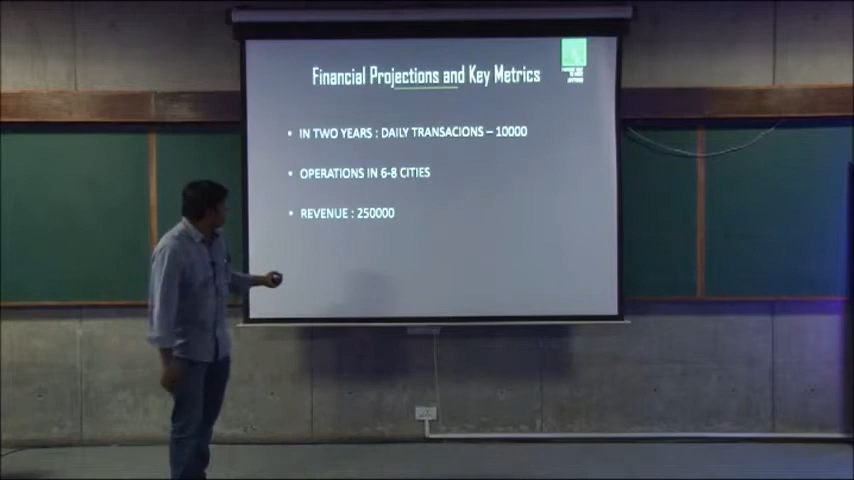 Financial Projections and Key Metrics
• IN TWO YEARS : DAILY TRANSACIONS – 10000
• OPERATIONS IN 6-8 CITIES
• REVENUE : 250000